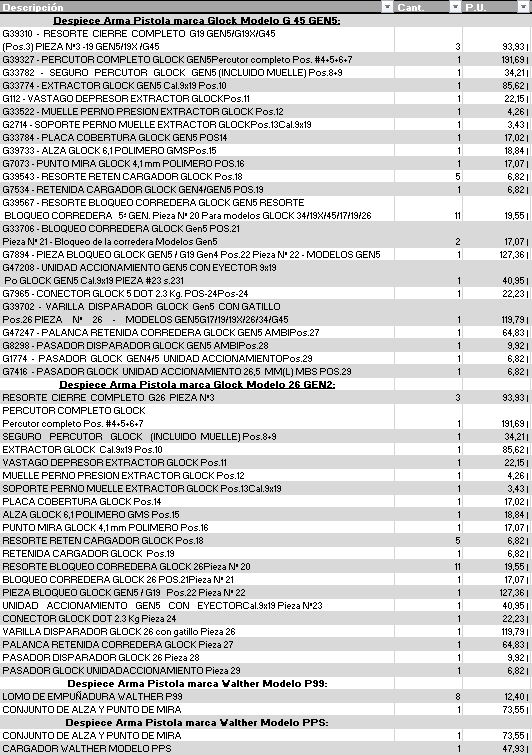 Descripción Cant. P.U.
Despiece Arma Pistola marca Glock Modelo G 45 GEN5:
G39310 - RESORTE CIERRE COMPLETO G19 GEN5/G19X/G45
(Pos.3) PIEZA Nª3 -19 GEN5/19X /G45 3 93,93
G39327 - PERCUTOR COMPLETO GLOCK GEN5Percutor completo Pos. #4+5+6+7 1 191,69
G33782 - SEGURO PERCUTOR GLOCK GEN5 (INCLUIDO MUELLE) Pos.8+9 1 34,21
G33774 - EXTRACTOR GLOCK GEN5 Cal.9x19 Pos.10 1 85,62
G112 - VASTAGO DEPRESOR EXTRACTOR GLOCKPos.11 1 22,15
G33522 - MUELLE PERNO PRESION EXTRACTOR GLOCK Pos.12 1 4,26
G2714 - SOPORTE PERNO MUELLE EXTRACTOR GLOCKPos.13Cal.9x19 1 3,43
G33784 - PLACA COBERTURA GLOCK GEN5 POS14 1 17,02
G39733 - ALZA GLOCK 6,1 POLIMERO GMSPos.15 1 18,84
G7073 - PUNTO MIRA GLOCK 4,1 mm POLIMERO POS.16 1 17,07
G39543 - RESORTE RETEN CARGADOR GLOCK Pos.18 5 6,82
G7534 - RETENIDA CARGADOR GLOCK GEN4/GEN5 POS.19 1 6,82
G39567 - RESORTE BLOQUEO CORREDERA GLOCK GEN5 RESORTE
BLOQUEO CORREDERA 5ª GEN. Pieza Nª 20 Para modelos GLOCK 34/19X/45/17/19/26 11 19,55
G33706 - BLOQUEO CORREDERA GLOCK Gen5 POS.21
Pieza Nª 21 - Bloqueo de la corredera Modelos Gen5 2 17,07
G7894 - PIEZA BLOQUEO GLOCK GEN5 / G19 Gen4 Pos.22 Pieza Nª 22 - MODELOS GEN5 1 127,36
G47208 - UNIDAD ACCIONAMIENTO GEN5 CON EYECTOR 9x19
Po GLOCK GEN5 Cal.9x19 PIEZA #23 s.231 1 40,95
G7965 - CONECTOR GLOCK 5 DOT 2.3 Kg. POS-24Pos-24 1 22,23
G39702 - VARILLA DISPARADOR GLOCK Gen5 CON GATILLO
Pos.26 PIEZA Nª 26 - MODELOS GEN5G17/19/19X/26/34/G45 1 119,79
G47247 - PALANCA RETENIDA CORREDERA GLOCK GEN5 AMBIPos.27 1 64,83
G8298 - PASADOR DISPARADOR GLOCK GEN5 AMBIPos.28 1 9,92
G1774 - PASADOR GLOCK GEN4/5 UNIDAD ACCIONAMIENTOPos.29 1 6,82
G7416 - PASADOR GLOCK UNIDAD ACCIONAMIENTO 26,5 MM(L) MBS POS.29 1 6,82
Despiece Arma Pistola marca Glock Modelo 26 GEN2:
RESORTE CIERRE COMPLETO G26 PIEZA Nª3 3 93,93
PERCUTOR COMPLETO GLOCK
Percutor completo Pos. #4+5+6+7 1 191,69
SEGURO PERCUTOR GLOCK (INCLUIDO MUELLE) Pos.8+9 1 34,21
EXTRACTOR GLOCK Cal.9x19 Pos.10 1 85,62
VASTAGO DEPRESOR EXTRACTOR GLOCK Pos.11 1 22,15
MUELLE PERNO PRESION EXTRACTOR GLOCK Pos.12 1 4,26
SOPORTE PERNO MUELLE EXTRACTOR GLOCK Pos.13Cal.9x19 1 3,43
PLACA COBERTURA GLOCK Pos.14 1 17,02
ALZA GLOCK 6,1 POLIMERO GMS Pos.15 1 18,84
PUNTO MIRA GLOCK 4,1 mm POLIMERO Pos.16 1 17,07
RESORTE RETEN CARGADOR GLOCK Pos.18 5 6,82
RETENIDA CARGADOR GLOCK Pos.19 1 6,82
RESORTE BLOQUEO CORREDERA GLOCK 26Pieza Nª 20 11 19,55
BLOQUEO CORREDERA GLOCK 26 POS.21Pieza Nª 21 1 17,07
PIEZA BLOQUEO GLOCK GEN5 / G19 Pos.22 Pieza Nª 22 1 127,36
UNIDAD ACCIONAMIENTO GEN5 CON EYECTORCal.9x19 Pieza Nª23 1 40,95
CONECTOR GLOCK DOT 2.3 Kg Pieza 24 1 22,23
VARILLA DISPARADOR GLOCK 26 con gatillo Pieza 26 1 119,79
PALANCA RETENIDA CORREDERA GLOCK Pieza 27 1 64,83
PASADOR DISPARADOR GLOCK 26 Pieza 28 1 9,92
PASADOR GLOCK UNIDADACCIONAMIENTO Pieza 29 1 6,82
Despiece Arma Pistola marca Walther Modelo P99:
LOMO DE EMPUÑADURA WALTHER P99 8 12,40
CONJUNTO DE ALZA Y PUNTO DE MIRA 1 73,55
Despiece Arma Pistola marca Walther Modelo PPS:
CONJUNTO DE ALZA Y PUNTO DE MIRA 1 73,55
CARGADOR WALTHER MODELO PPS 1 47,93